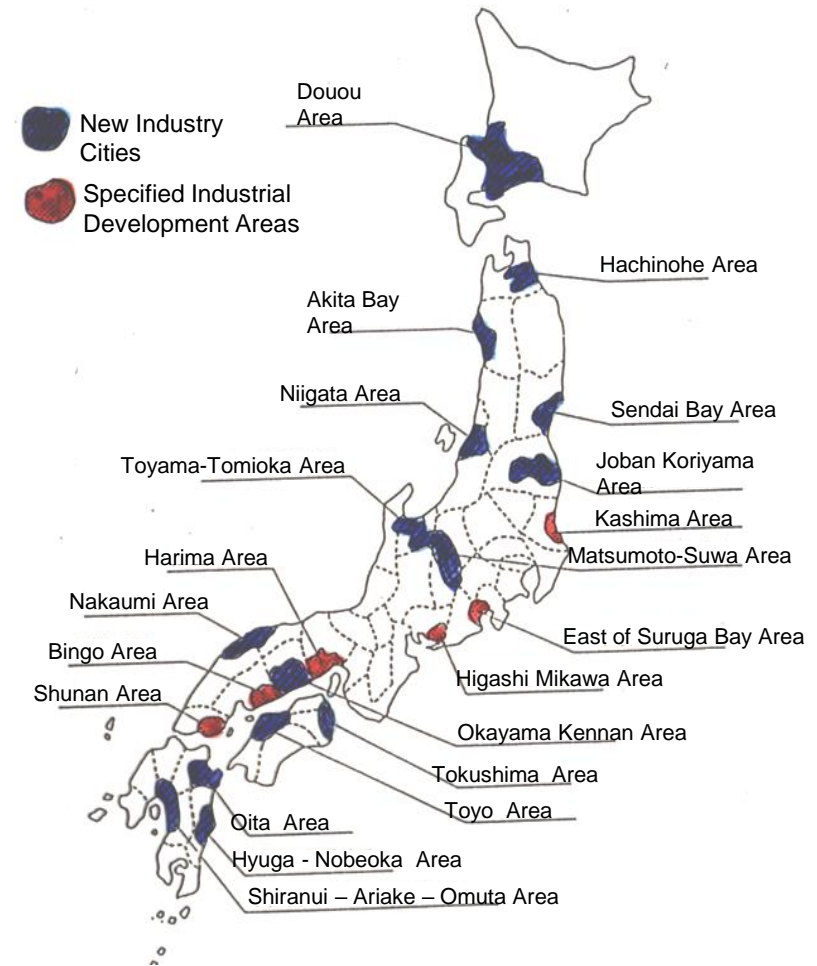 Douou
Area
New Industry
Cities
Specified Industrial
Development Areas
Hachinohe Area
Akita Bay
Area
Niigata Area
Sendai Bay Area
Toyama-Tomioka Area
Joban Koriyama
Area
Kashima Area
Harima Area
Matsumoto-Suwa Area
Nakaumi Area
East of Suruga Bay Area
Bingo Area
Higashi Mikawa Area
Shunan Area
Okayama Kennan Area
Tokushima Area
Toyo Area
Oita Area
Hyuga - Nobeoka Area
Shiranui – Ariake – Omuta Area